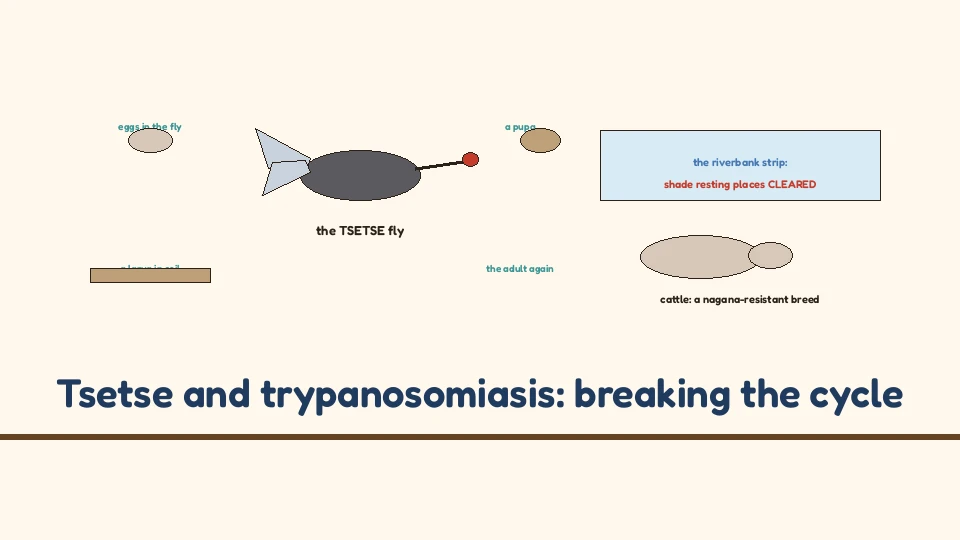 eggs in the fly
a pupa
the riverbank strip:
shade resting places CLEARED
the TSETSE fly
the adult again
cattle: a nagana-resistant breed
Tsetse and trypanosomiasis: breaking the cycle